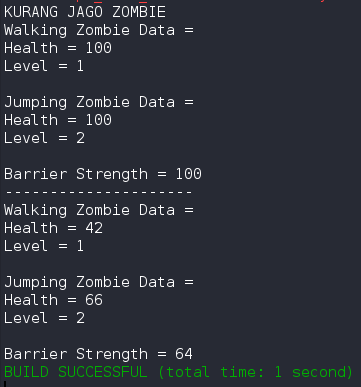 KURANG JAGO ZOMBIE
Walking Zombie Data =
Health = 100
Level = 1
Jumping Zombie Data =
Health = 100
Level = 2
Barrier Strength = 100
----------------------
Walking Zombie Data =
Health = 42
Level = 1
Jumping Zombie Data =
Health = 66
Level = 2
Barrier Strength = 64
BUILD SUCCESSFUL (total time: 1 second)